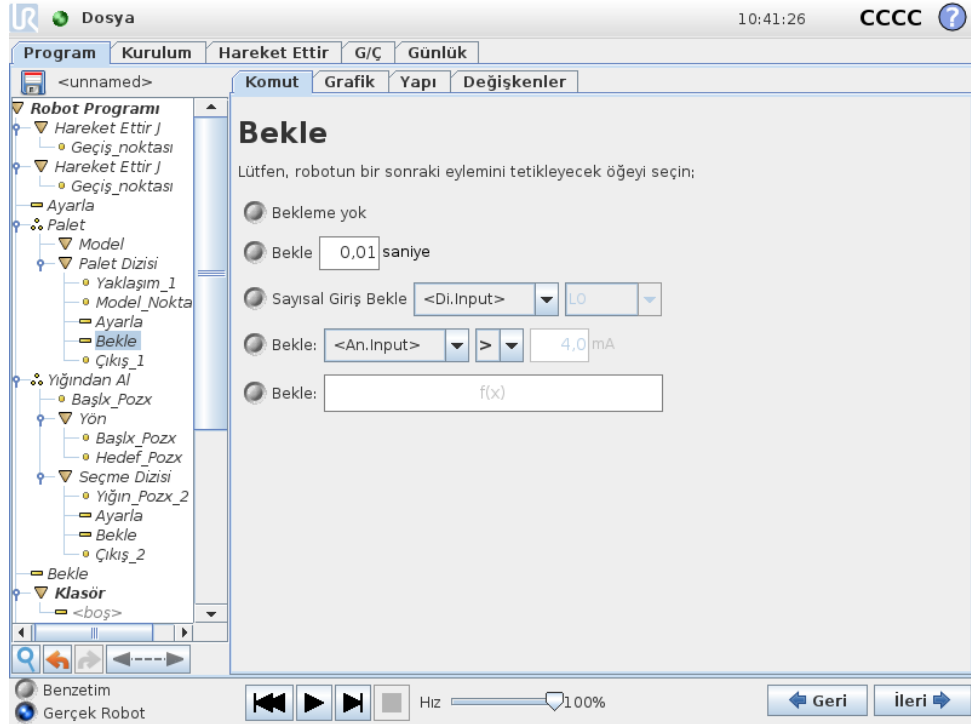 UR Dosya 10:41:26 CCCC ?
Program Kurulum Hareket Ettir G/Ç Günlük
<unnamed>
Komut Grafik Yapı Değişkenler
Robot Programı
Hareket Ettir J
Geçiş_noktası
Hareket Ettir J
Geçiş_noktası
Ayarla
Palet
Model
Palet Dizisi
Yaklaşım_1
Model_Nokta
Ayarla
Bekle
Çıkış_1
Yığından Al
Başlx_Pozx
Yön
Başlx_Pozx
Hedef_Pozx
Seçme Dizisi
Yığın_Pozx_2
Ayarla
Bekle
Çıkış_2
Bekle
Klasör
<boş>
Bekle
Lütfen, robotun bir sonraki eylemini tetikleyecek öğeyi seçin;
Bekleme yok
Bekle 0,01 saniye
Sayısal Giriş Bekle <Di.Input> LO
Bekle: <An.Input> > 4,0 mA
Bekle: f(x)
Benzetim
Gerçek Robot
Hız 100%
Geri İleri